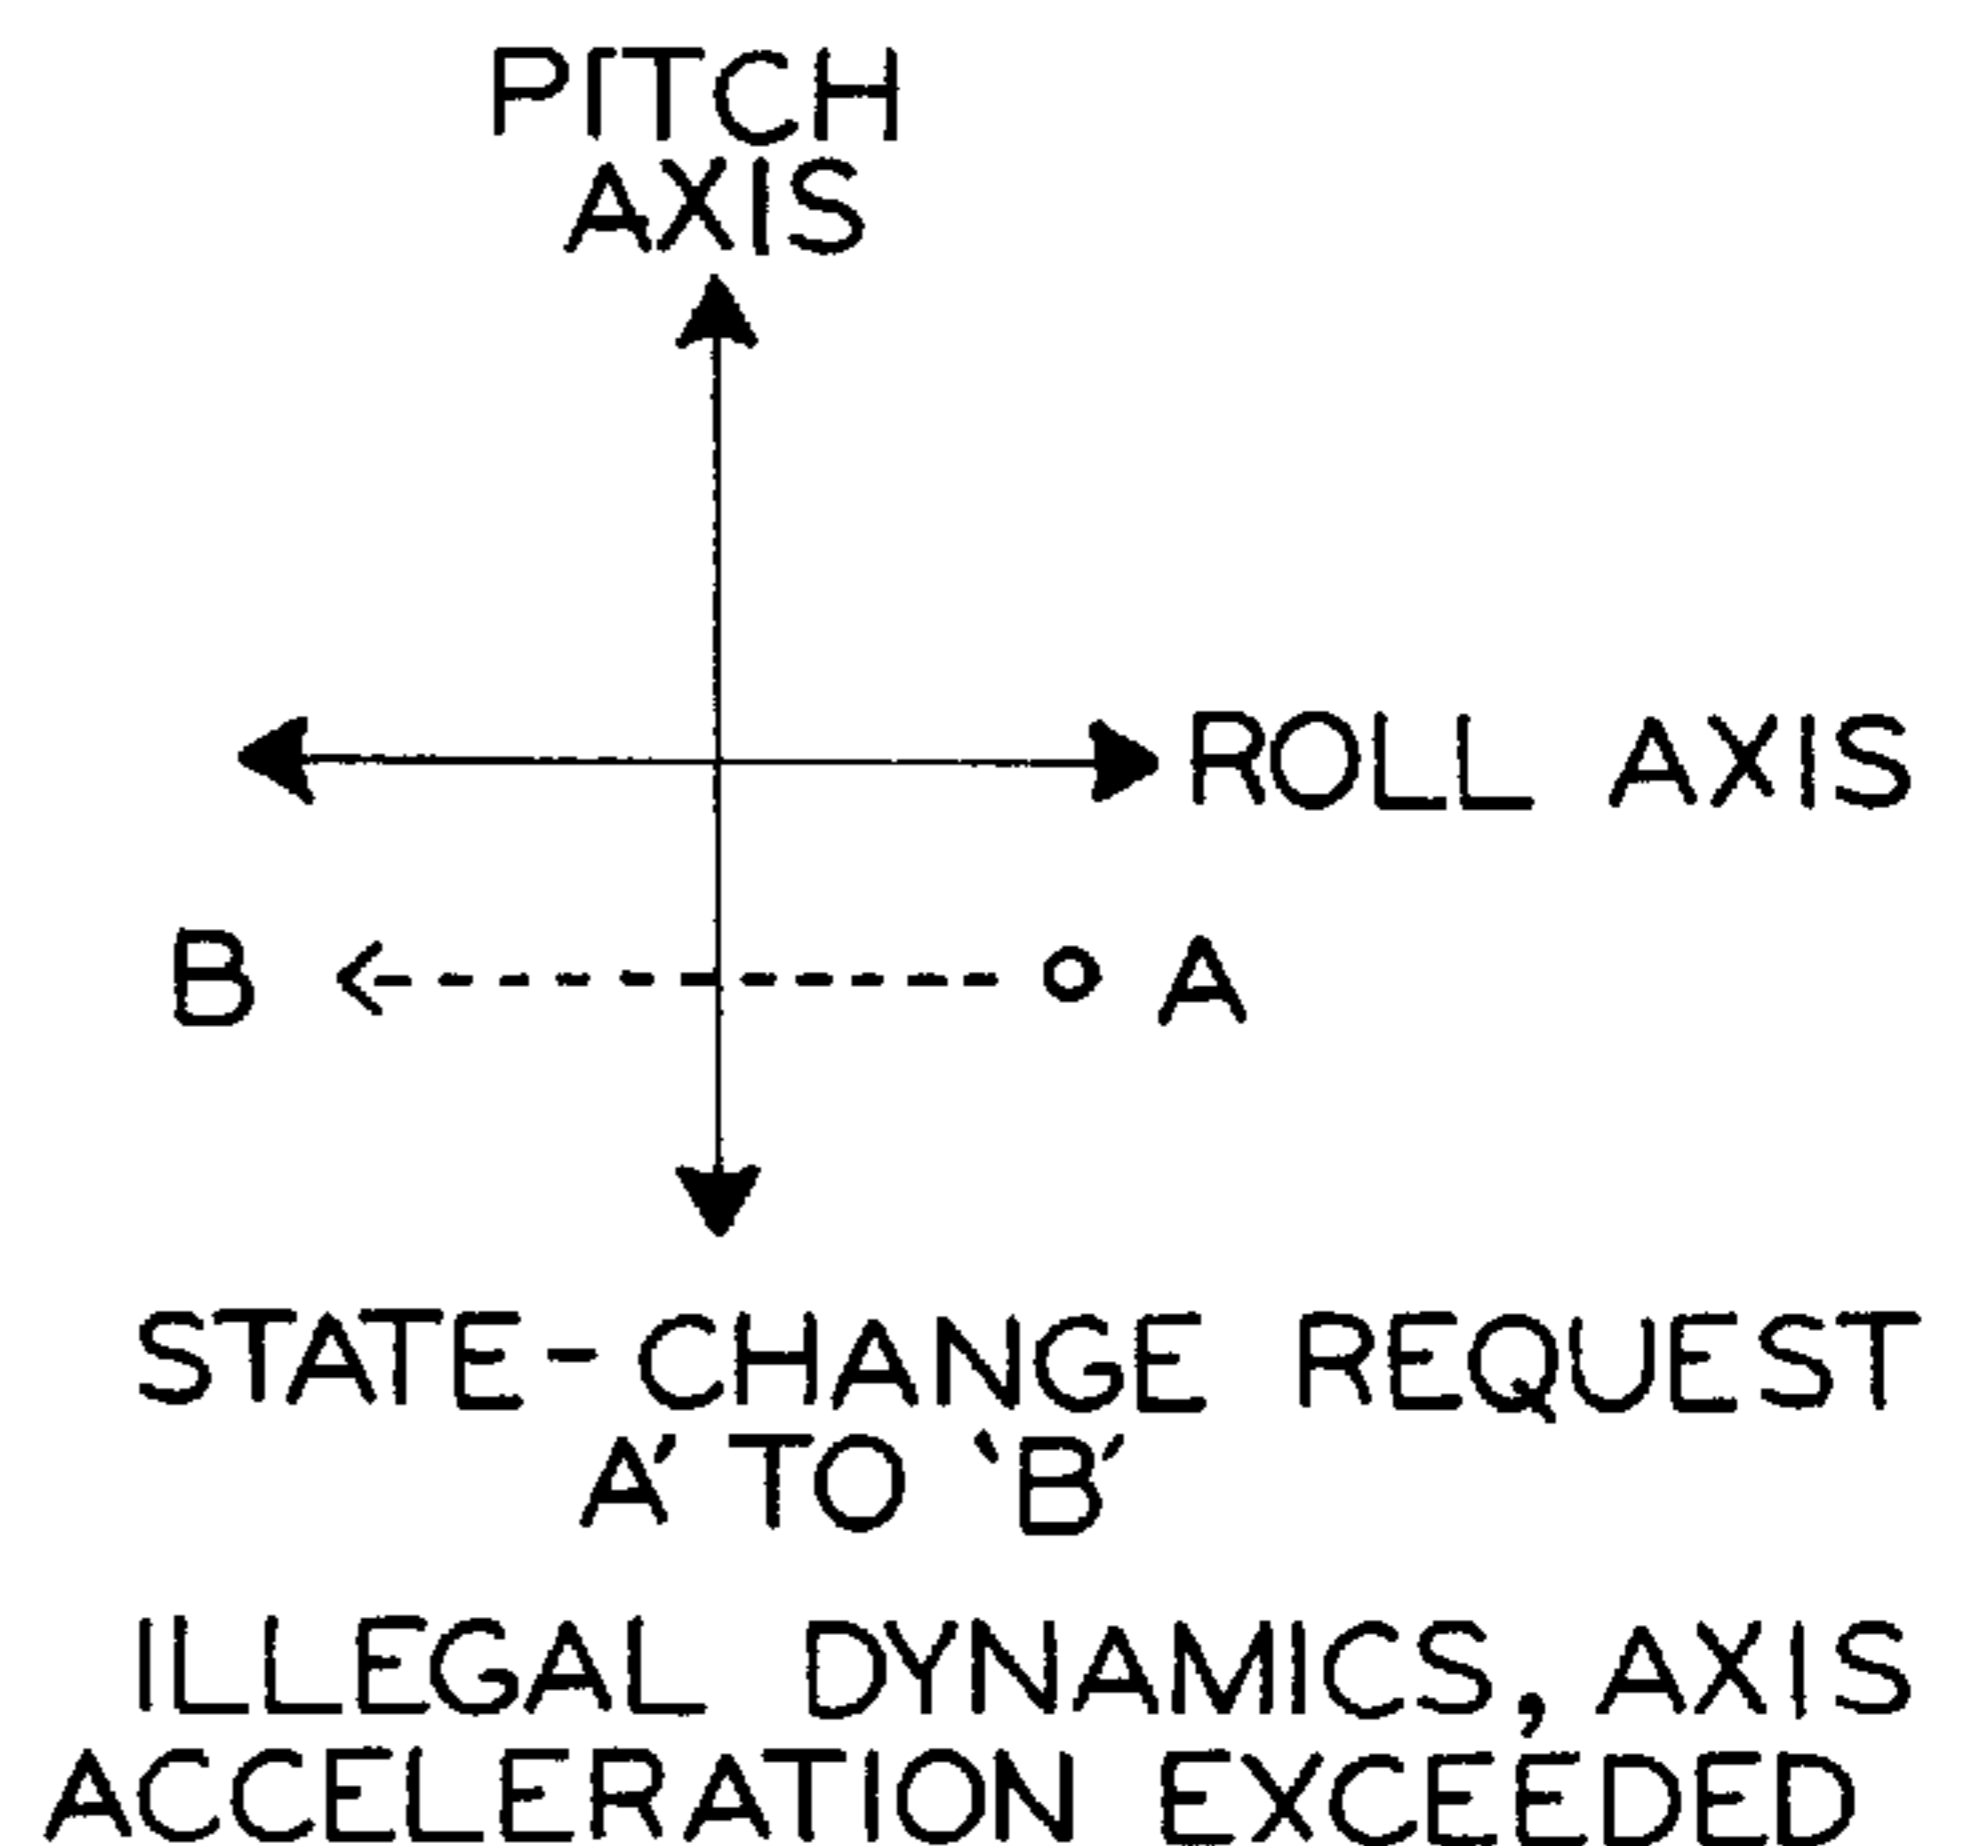 PITCH
AXIS
ROLL AXIS
B
A
STATE-CHANGE REQUEST
A' TO 'B'
ILLEGAL DYNAMICS, AXIS
ACCELERATION EXCEEDED